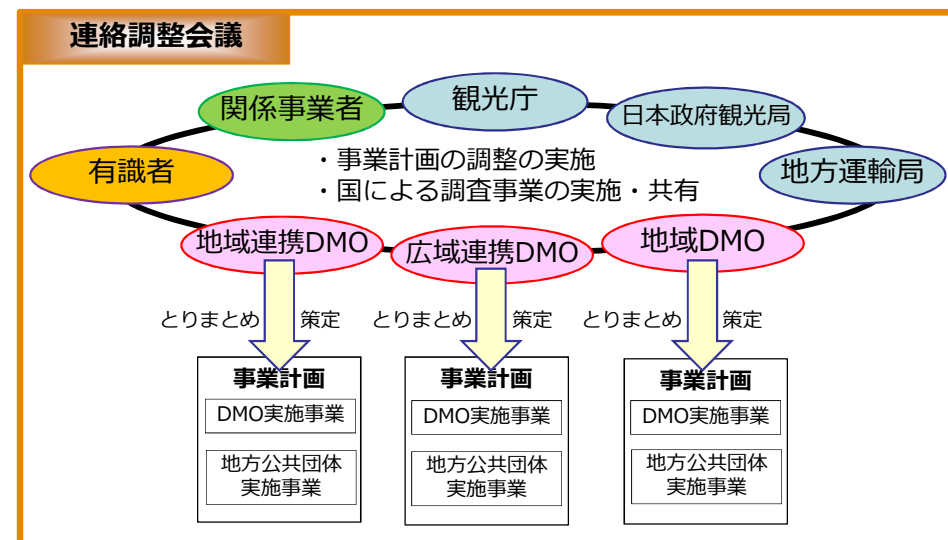 連絡調整会議
関係事業者
観光庁
日本政府観光局
有識者
地方運輸局
・事業計画の調整の実施
・国による調査事業の実施・共有
地域連携DMO
広域連携DMO
地域DMO
とりまとめ 策定
とりまとめ 策定
とりまとめ 策定
事業計画
DMO実施事業
地方公共団体
実施事業
事業計画
DMO実施事業
地方公共団体
実施事業
事業計画
DMO実施事業
地方公共団体
実施事業